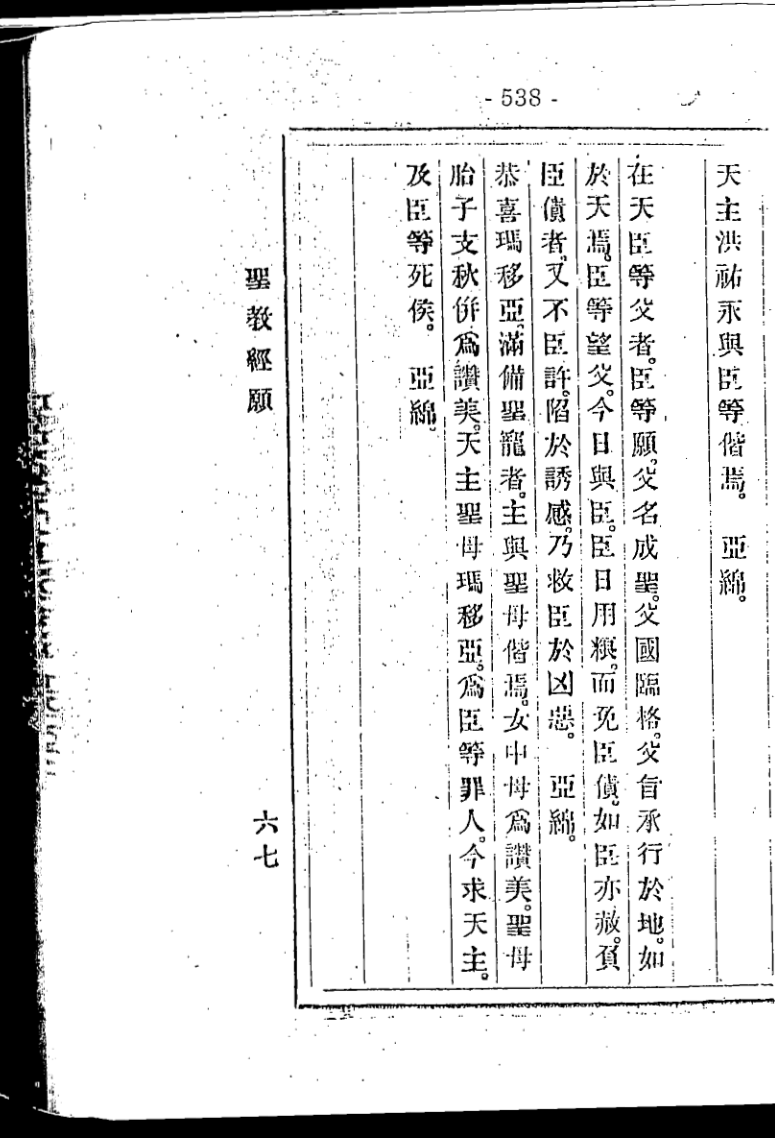 - 538 -
天主洪祐永與臣等偕焉。 亞綿。
在天臣等父者。臣等願。父名成聖。父國臨格。父旨承行於地。如
於天焉。臣等望父。今日與臣。臣日用糧。而免臣債。如臣亦赦。負
臣債者。又不臣許。陷於誘感。乃救臣於凶惡。 亞綿。
恭喜瑪移亞。滿備聖寵者。主與聖母偕焉。女中母爲讃美。聖母
胎子支秋併爲讃美。天主聖母瑪移亞。爲臣等罪人。今求天主。
及臣等死侯。 亞綿。
聖教經願
六七